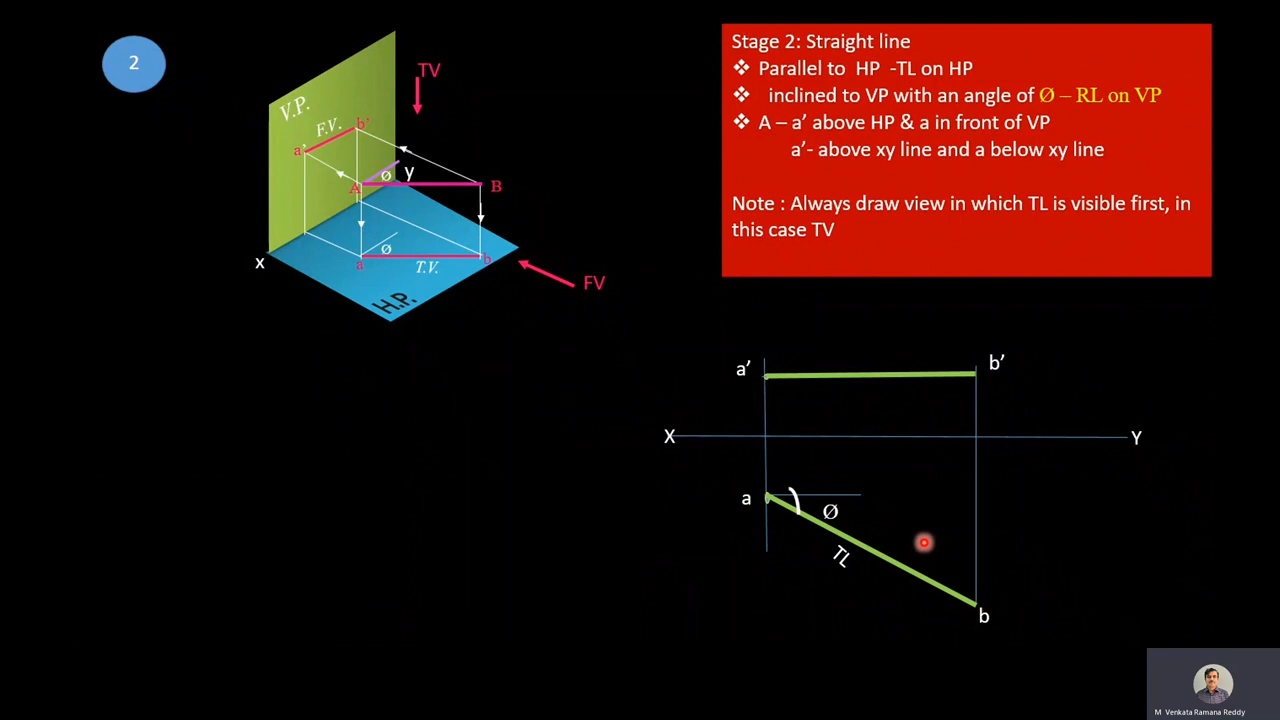 2
TV
V.P.
F.V.
b'
a'
y
Ø
A
B
x
Ø
a
T.V.
b
H.P.
FV
Stage 2: Straight line
❖ Parallel to HP -TL on HP
❖ inclined to VP with an angle of Ø – RL on VP
❖ A – a’ above HP & a in front of VP
a’- above xy line and a below xy line
Note : Always draw view in which TL is visible first, in
this case TV
a’
b’
X
Y
a
Ø
TL
b
M Venkata Ramana Reddy